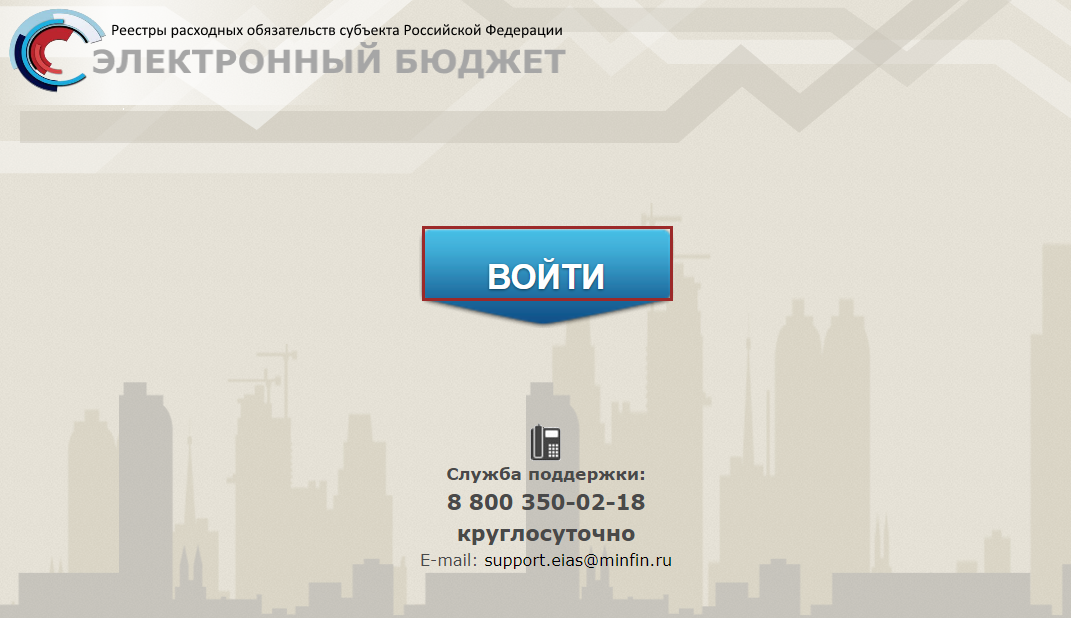 Реестры расходных обязательств субъекта Российской Федерации
ЭЛЕКТРОННЫЙ БЮДЖЕТ
ВОЙТИ
Служба поддержки:
8 800 350-02-18
круглосуточно
E-mail: support.eias@minfin.ru